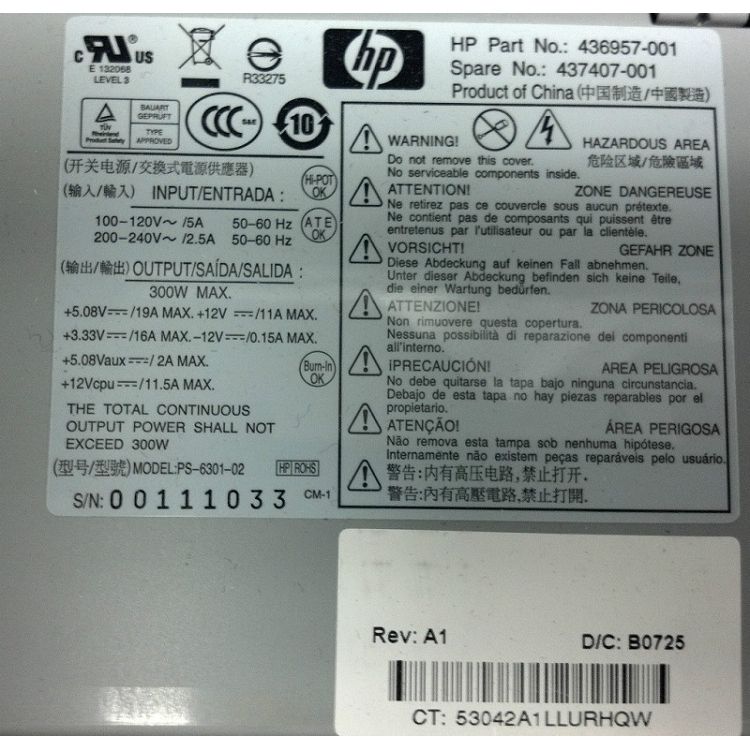 c RU US
E 132068
LEVEL 3
R33275
hp
HP Part No.: 436957-001
Spare No.: 437407-001
Product of China(中国制造/中國製造)
TÜV
Rheinland
Product Safety
BAUART
GEPRÜFT
TYPE
APPROVED
CCC S&E
10
(开关电源/交換式電源供應器)
Hi-POT
OK
(输入/輸入) INPUT/ENTRADA :
100-120V～ /5A 50-60 Hz
200-240V～ /2.5A 50-60 Hz
ATE
OK
(输出/輸出) OUTPUT/SAÍDA/SALIDA :
300W MAX.
+5.08V⎓/19A MAX. +12V ⎓/11A MAX.
+3.33V⎓/16A MAX. -12V⎓/0.15A MAX.
+5.08Vaux⎓/ 2A MAX.
+12Vcpu⎓/11.5A MAX.
Burn-in
OK
THE TOTAL CONTINUOUS
OUTPUT POWER SHALL NOT
EXCEED 300W
(型号/型號) MODEL:PS-6301-02 HP ROHS
S/N: 00111033 CM-1
WARNING! HAZARDOUS AREA
Do not remove this cover. 危险区域/危險區域
No serviceable components inside.
ATTENTION! ZONE DANGEREUSE
Ne retirez pas ce couvercle sous aucun prétexte.
Ne contient pas de composants qui puissent être
entretenus par l'utilisateur ou par la clientèle.
VORSICHT! GEFAHR ZONE
Diese Abdeckung auf keinen Fall abnehmen.
Unter dieser Abdeckung befinden sich keine Teile,
die einer Wartung bedürfen.
ATTENZIONE! ZONA PERICOLOSA
Non rimuovere questa copertura.
Nessuna possibilità di reparazione dei componenti
all'interno.
¡PRECAUCIÓN! AREA PELIGROSA
No debe quitarse la tapa bajo ninguna circunstancia.
Debajo de esta tapa no hay piezas reparables por el
propietario.
ATENÇÃO! ÁREA PERIGOSA
Não remova esta tampa sob nenhuma hipótese.
Internamente não existem peças reparáveis pelo usuário.
警告:内有高压电路,禁止打开.
警告:內有高壓電路,禁止打開.
Rev: A1 D/C: B0725
CT: 53042A1LLURHQW